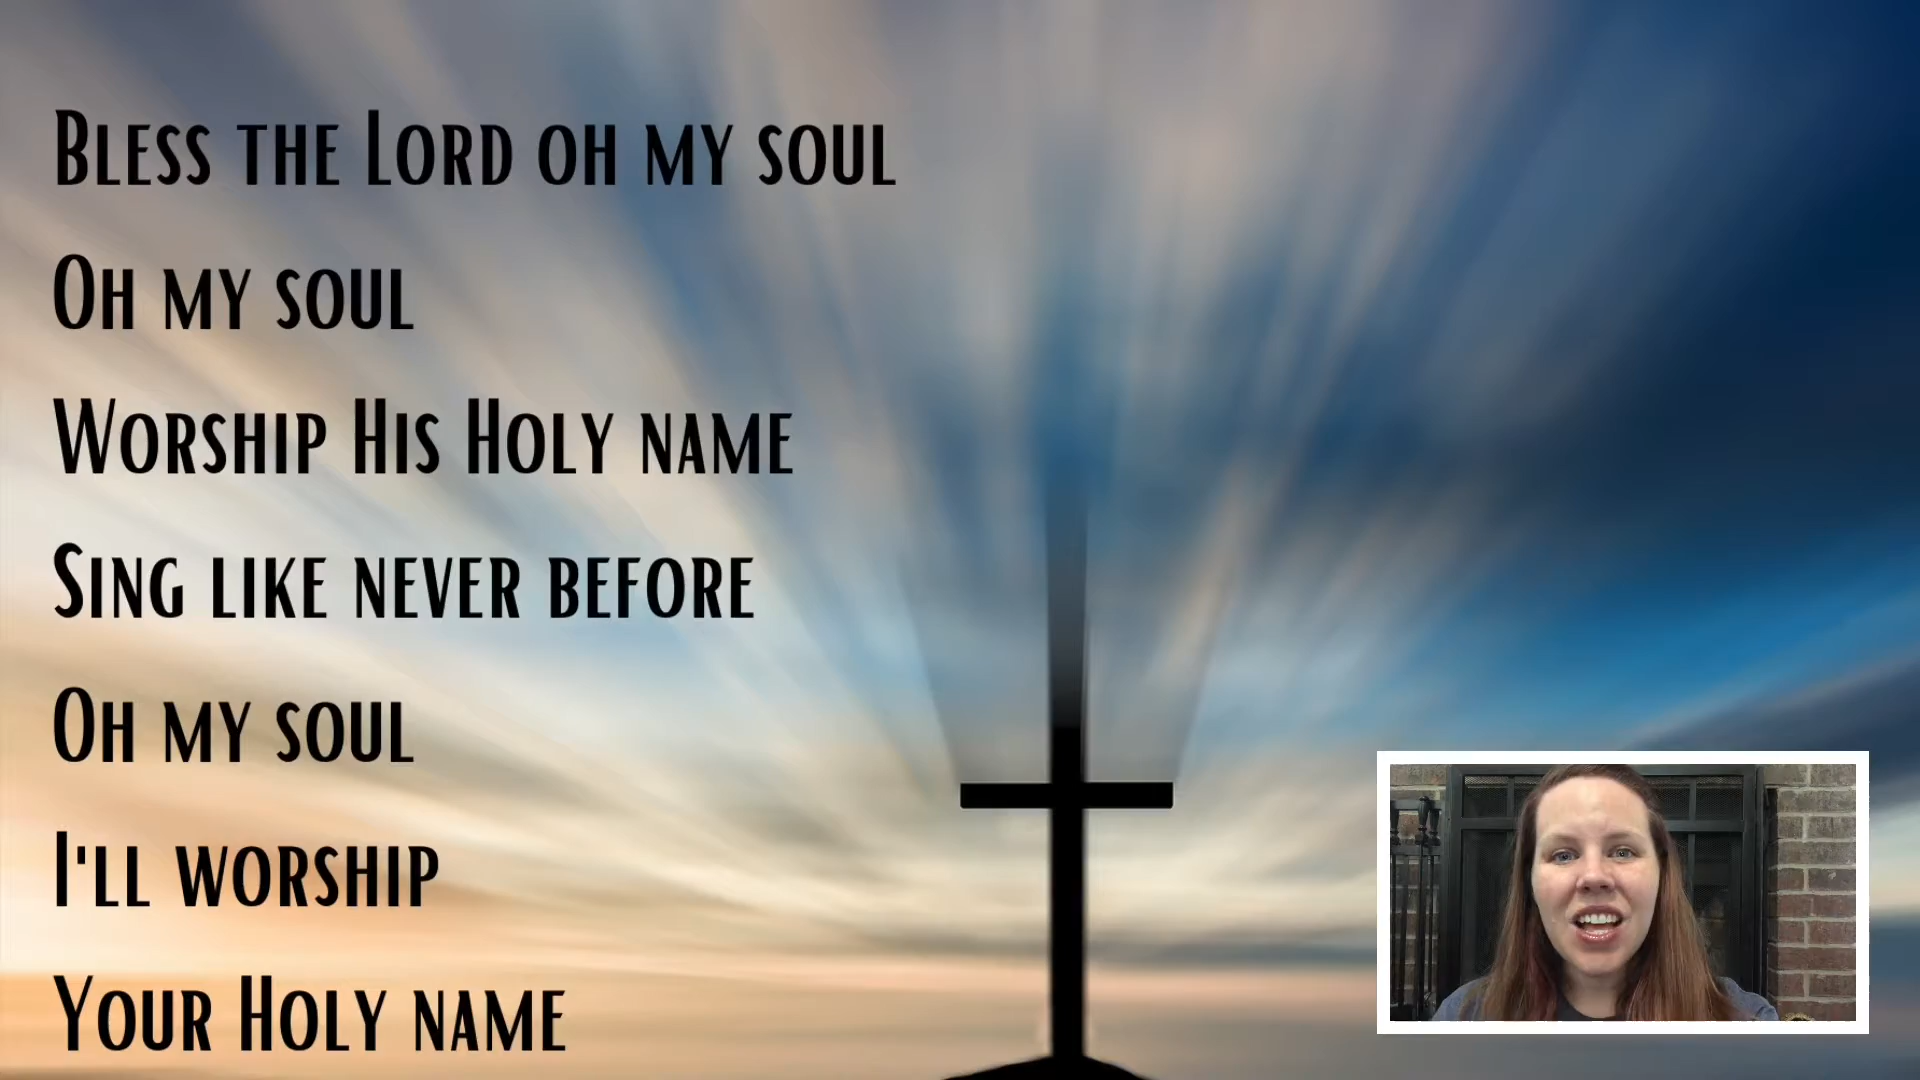 Bless the Lord oh my soul
Oh my soul
Worship His Holy name
Sing like never before
Oh my soul
I'll worship
Your Holy name